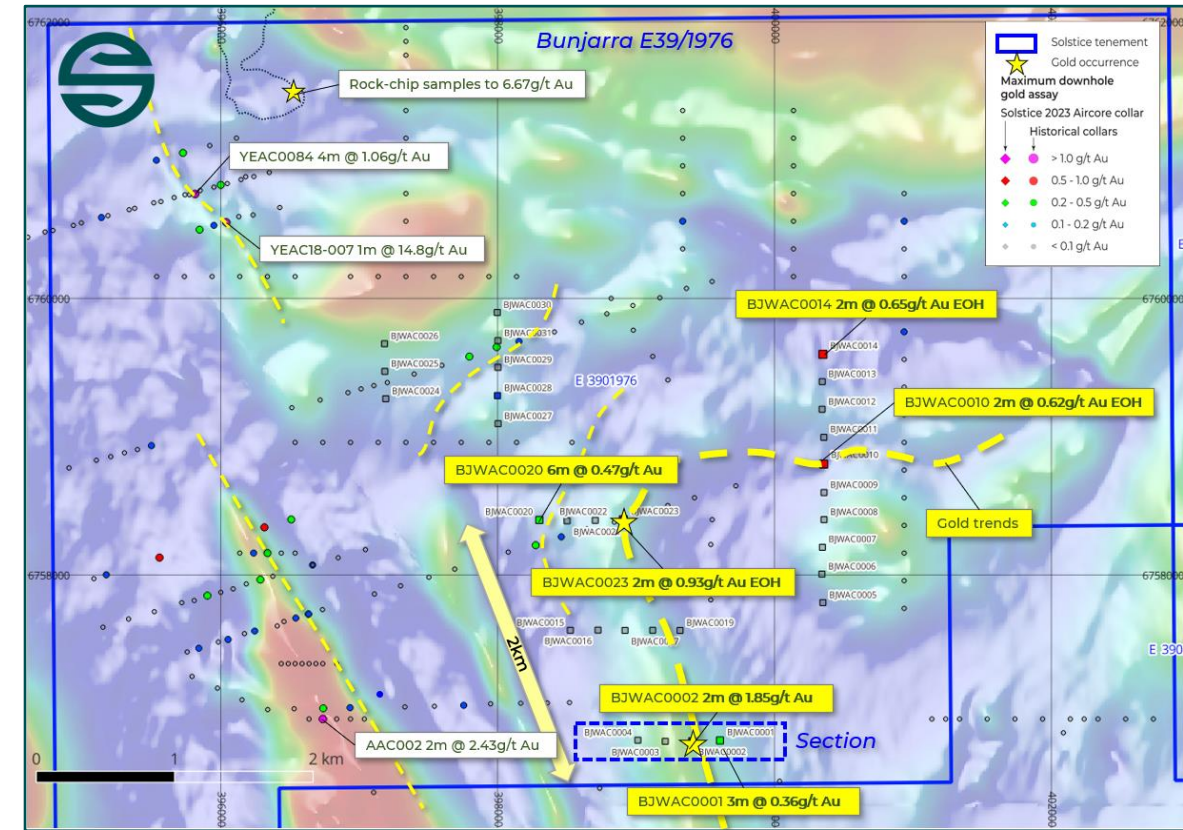 Bunjarra E39/1976
6762000
394000
398000
400000
Solstice tenement
Gold occurrence
Maximum downhole
gold assay
Solstice 2023 Aircore collar
Historical collars
> 1.0 g/t Au
0.5 - 1.0 g/t Au
0.2 - 0.5 g/t Au
0.1 - 0.2 g/t Au
< 0.1 g/t Au
Rock-chip samples to 6.67g/t Au
YEAC0084 4m @ 1.06g/t Au
YEAC18-007 1m @ 14.8g/t Au
6760000
6760000
BJWAC0014 2m @ 0.65g/t Au EOH
BJWAC0030
BJWAC0026
BJWAC0031
BJWAC0014
BJWAC0025
BJWAC0029
BJWAC0013
E 3901976
BJWAC0024
BJWAC0028
BJWAC0012
BJWAC0010 2m @ 0.62g/t Au EOH
BJWAC0027
BJWAC0011
BJWAC0020 6m @ 0.47g/t Au
BJWAC0009
BJWAC0020
BJWAC0022
BJWAC0023
BJWAC0008
Gold trends
BJWAC0007
6758000
6758000
BJWAC0023 2m @ 0.93g/t Au EOH
BJWAC0006
BJWAC0005
BJWAC0015
BJWAC0019
BJWAC0016
2km
E 390
BJWAC0002 2m @ 1.85g/t Au
AAC002 2m @ 2.43g/t Au
BJWAC0004
BJWAC0001
BJWAC0003
BJWAC0002
Section
0
1
2 km
BJWAC0001 3m @ 0.36g/t Au
396000
398000
402000